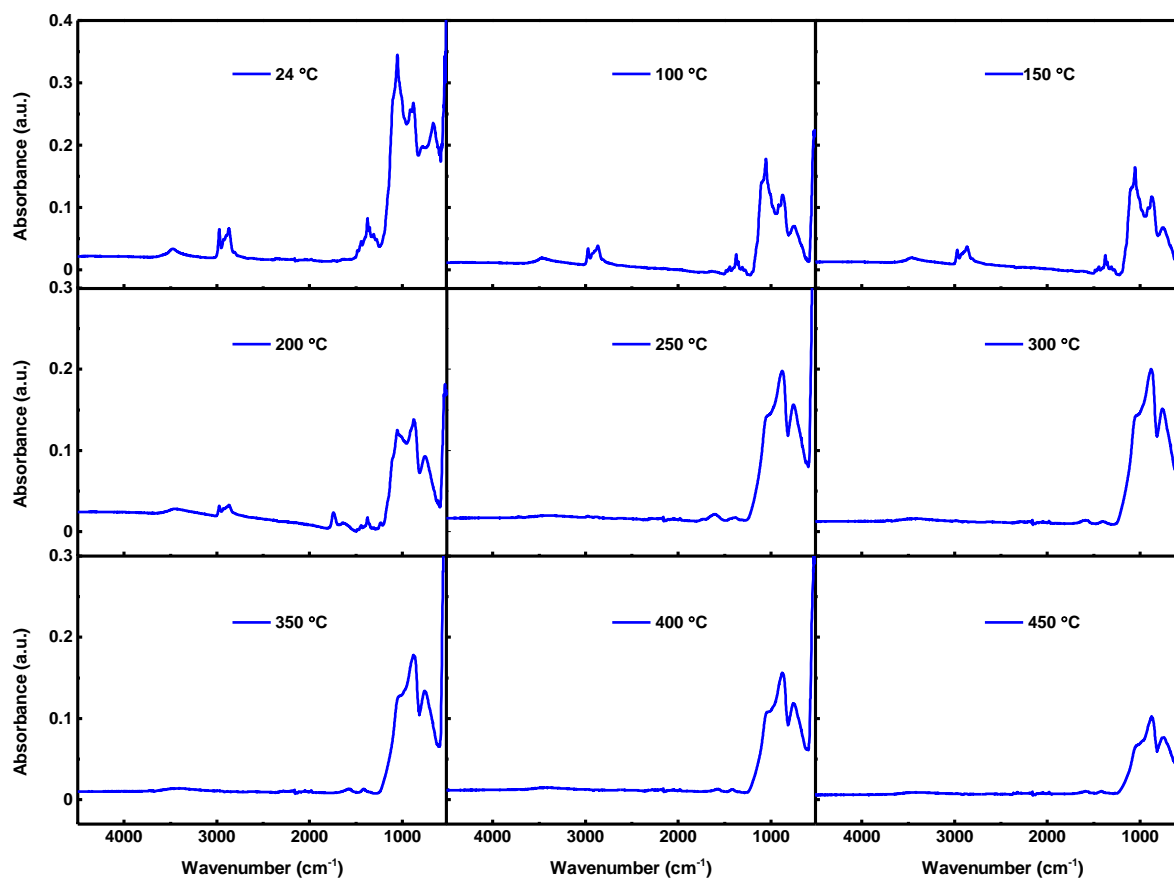 0.4
0.3
0.2
0.1
0
Absorbance (a.u.)
24 °C
100 °C
150 °C
0.3
0.2
0.1
0
Absorbance (a.u.)
200 °C
250 °C
300 °C
0.3
0.2
0.1
0
Absorbance (a.u.)
350 °C
400 °C
450 °C
4000 3000 2000 1000
4000 3000 2000 1000
4000 3000 2000 1000
Wavenumber (cm⁻¹)
Wavenumber (cm⁻¹)
Wavenumber (cm⁻¹)